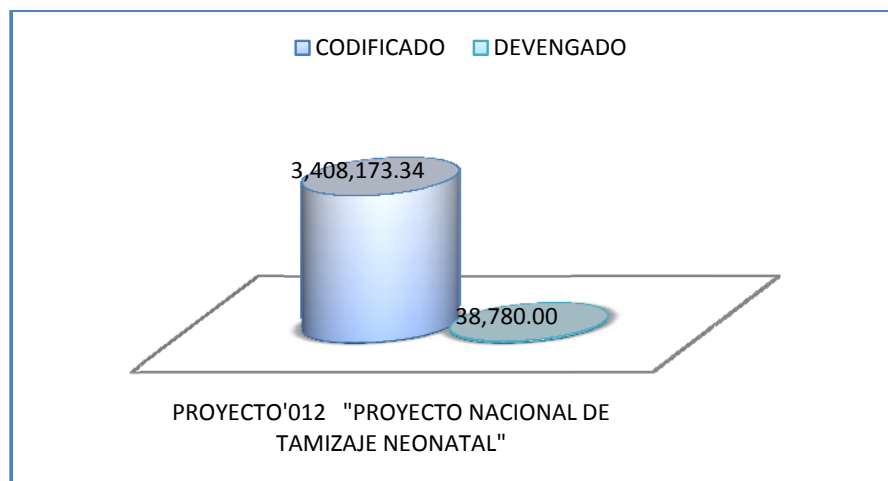 CODIFICADO DEVENGADO
3,408,173.34
38,780.00
PROYECTO'012 "PROYECTO NACIONAL DE
TAMIZAJE NEONATAL"